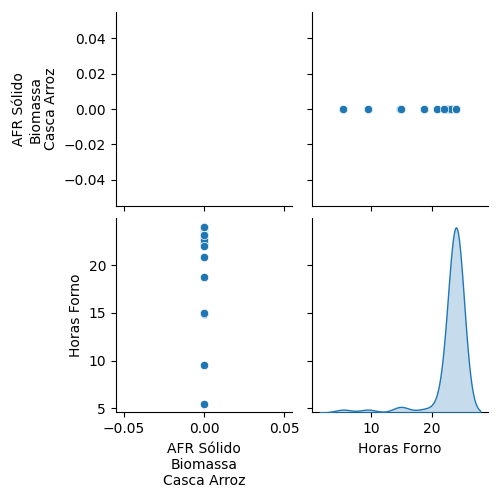 0.04
0.02
0.00
−0.02
−0.04
AFR Sólido
Biomassa
Casca Arroz
10
20
20
15
10
5
Horas Forno
−0.05
0.00
0.05
AFR Sólido
Biomassa
Casca Arroz
Horas Forno